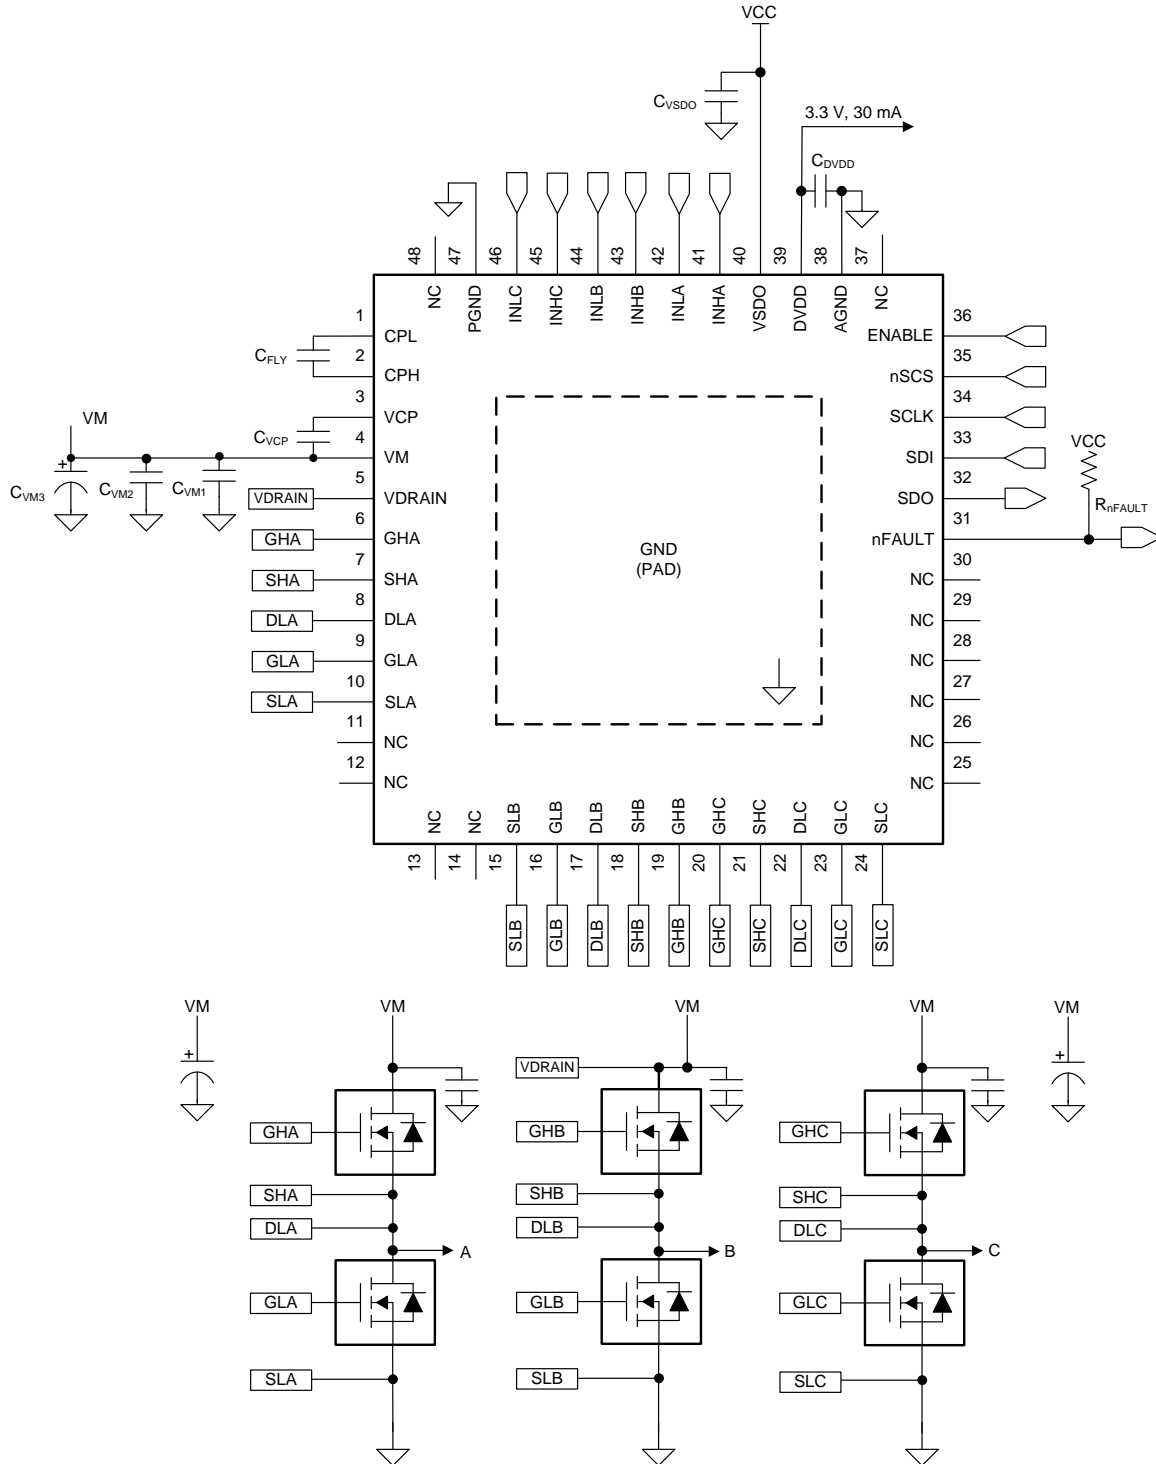 VCC
CVSDO
3.3 V, 30 mA
CDVDD
48
47
46
45
44
43
42
41
40
39
38
37
NC
PGND
INLC
INHC
INLB
INHB
INLA
INHA
VSDO
DVDD
AGND
NC
1
CPL
CFLY
2
CPH
3
VCP
CVCP
4
VM
VM
CVM3
CVM2
CVM1
5
VDRAIN
VDRAIN
6
GHA
GHA
7
SHA
SHA
8
DLA
DLA
9
GLA
GLA
10
SLA
SLA
11
NC
12
NC
GND
(PAD)
36
ENABLE
35
nSCS
34
SCLK
33
SDI
VCC
32
SDO
RnFAULT
31
nFAULT
30
NC
29
NC
28
NC
27
NC
26
NC
25
NC
NC
NC
SLB
GLB
DLB
SHB
GHB
GHC
SHC
DLC
GLC
SLC
13
14
15
16
17
18
19
20
21
22
23
24
SLB
GLB
DLB
SHB
GHB
GHC
SHC
DLC
GLC
SLC
VM
+
VM
GHA
SHA
DLA
A
GLA
SLA
VM
VDRAIN
GHB
SHB
DLB
B
GLB
SLB
VM
GHC
SHC
DLC
C
GLC
SLC
VM
+